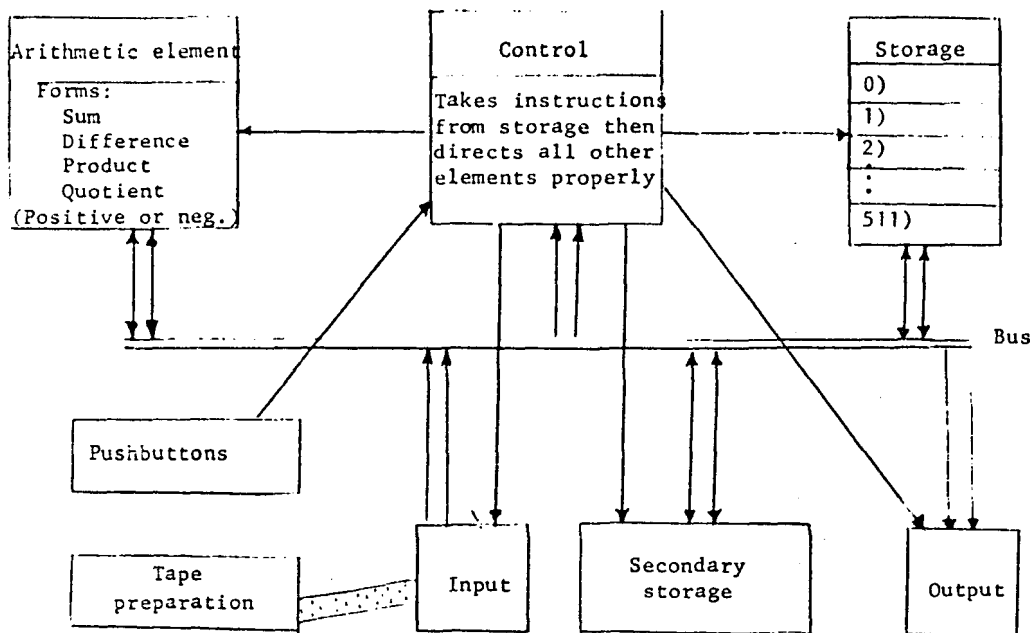 Arithmetic element
Forms:
Sum
Difference
Product
Quotient
(Positive or neg.)
Control
Takes instructions
from storage then
directs all other
elements properly
Storage
0)
1)
2)
:
511)
Bus
Pushbuttons
Tape
preparation
Input
Secondary
storage
Output